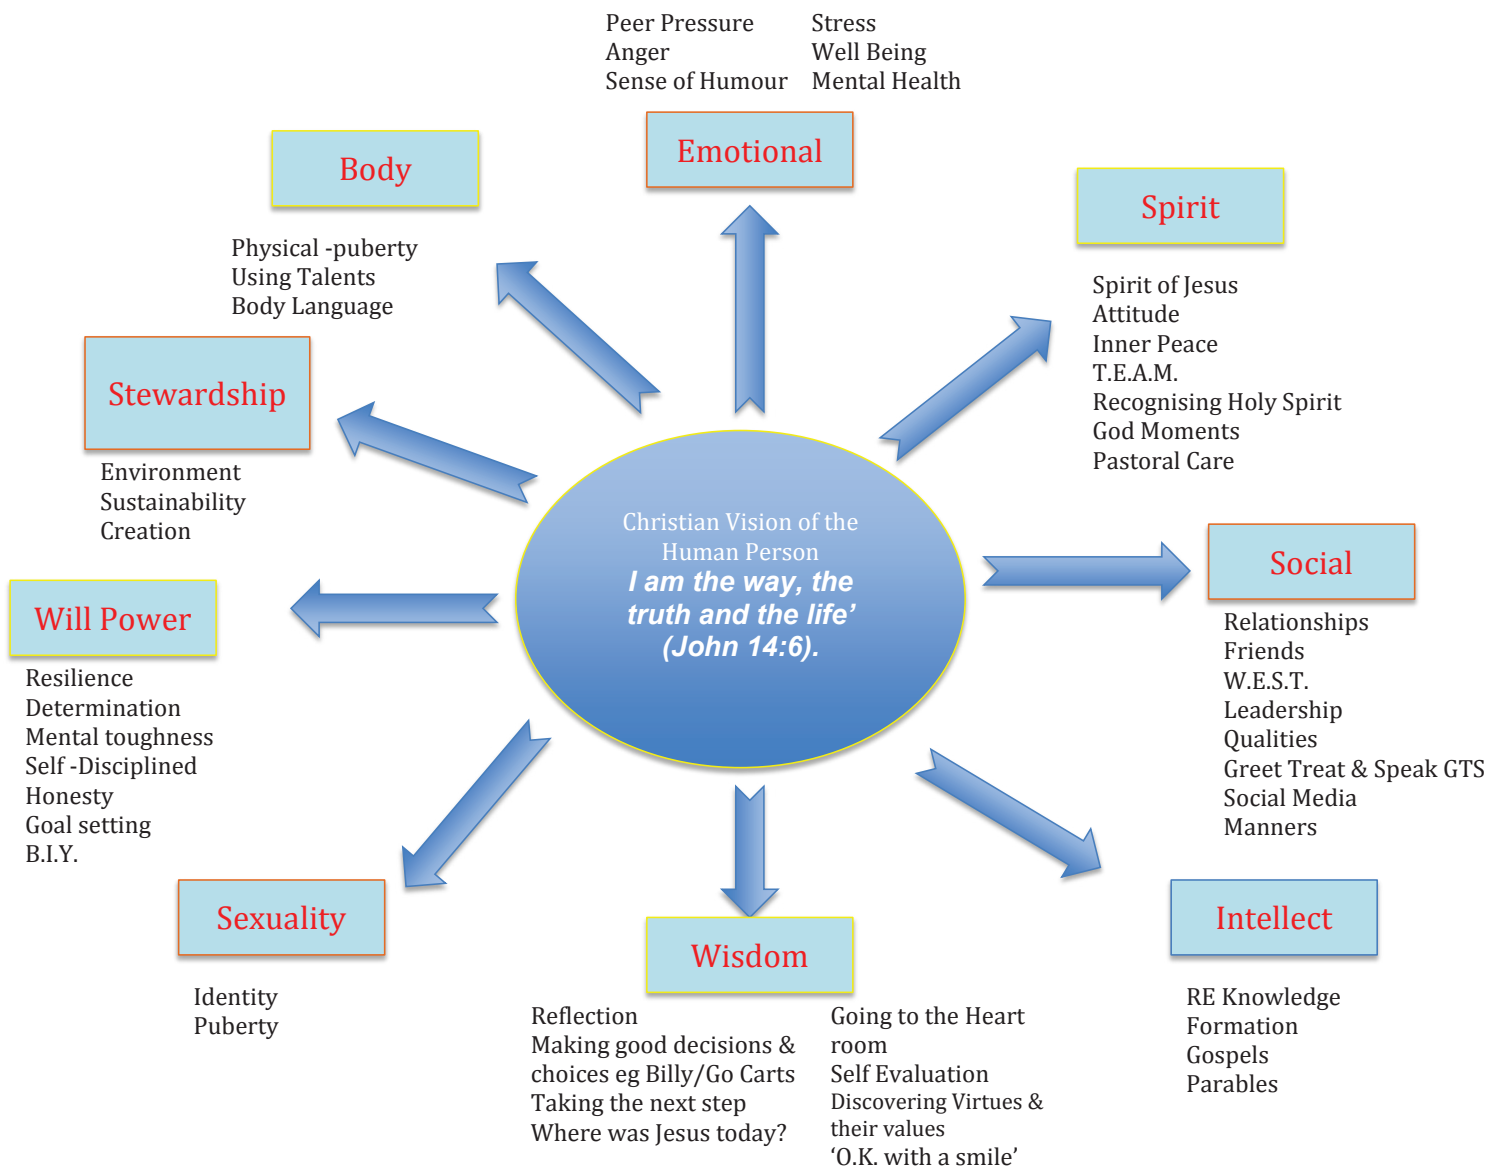 Peer Pressure
Anger
Sense of Humour
Stress
Well Being
Mental Health
Emotional
Body
Physical -puberty
Using Talents
Body Language
Spirit
Spirit of Jesus
Attitude
Inner Peace
T.E.A.M.
Recognising Holy Spirit
God Moments
Pastoral Care
Stewardship
Environment
Sustainability
Creation
Christian Vision of the
Human Person
I am the way, the
truth and the life’
(John 14:6).
Social
Relationships
Friends
W.E.S.T.
Leadership
Qualities
Greet Treat & Speak GTS
Social Media
Manners
Will Power
Resilience
Determination
Mental toughness
Self -Disciplined
Honesty
Goal setting
B.I.Y.
Sexuality
Identity
Puberty
Wisdom
Reflection
Making good decisions &
choices eg Billy/Go Carts
Taking the next step
Where was Jesus today?
Going to the Heart
room
Self Evaluation
Discovering Virtues &
their values
‘O.K. with a smile’
Intellect
RE Knowledge
Formation
Gospels
Parables